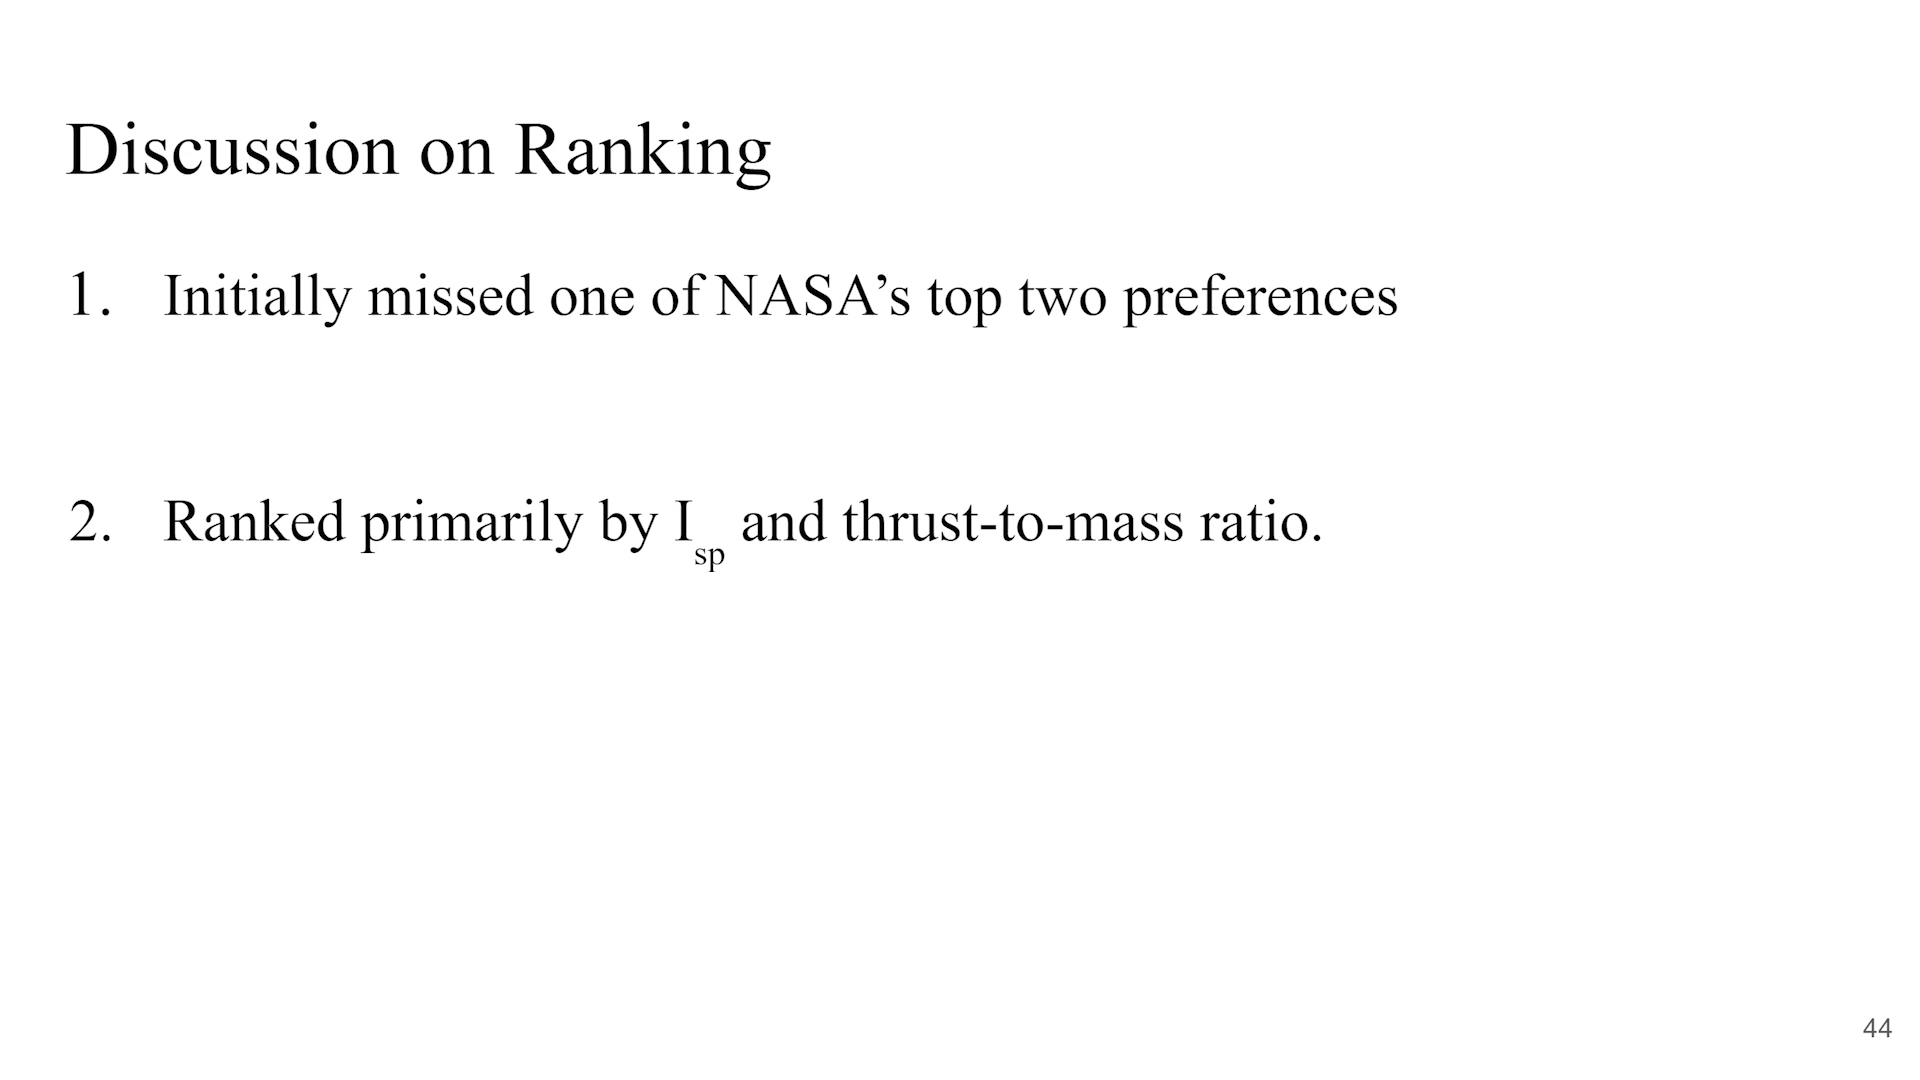 Discussion on Ranking
1. Initially missed one of NASA’s top two preferences
2. Ranked primarily by Isp and thrust-to-mass ratio.
44